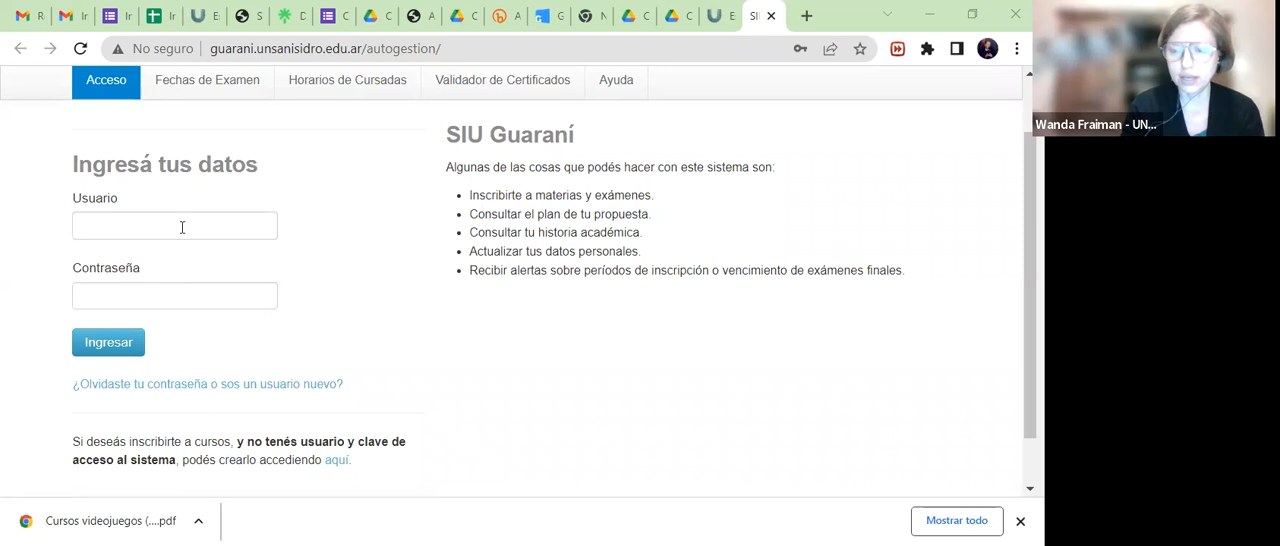 R
Ir
Ir
Ir
E
S
D
C
C
A
C
A
G
N
C
C
E
SI
No seguro
guarani.unsanisidro.edu.ar/autogestion/
Wanda Fraiman - UN...
Acceso
Fechas de Examen
Horarios de Cursadas
Validador de Certificados
Ayuda
Ingresá tus datos
Usuario
Contraseña
Ingresar
¿Olvidaste tu contraseña o sos un usuario nuevo?
Si deseás inscribirte a cursos, y no tenés usuario y clave de
acceso al sistema, podés crearlo accediendo aquí.
SIU Guaraní
Algunas de las cosas que podés hacer con este sistema son:
• Inscribirte a materias y exámenes.
• Consultar el plan de tu propuesta.
• Consultar tu historia académica.
• Actualizar tus datos personales.
• Recibir alertas sobre períodos de inscripción o vencimiento de exámenes finales.
Cursos videojuegos (....pdf
Mostrar todo